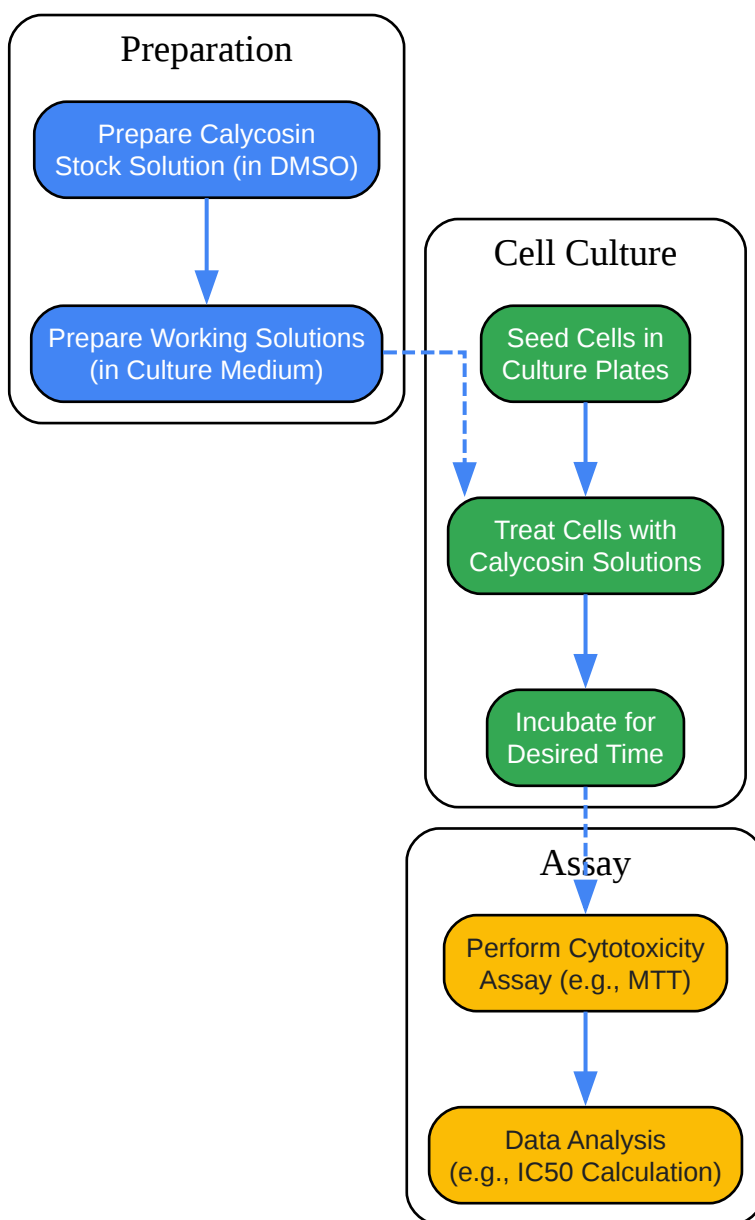 Preparation
Prepare Calycosin
Stock Solution (in DMSO)
Prepare Working Solutions
(in Culture Medium)
Cell Culture
Seed Cells in
Culture Plates
Treat Cells with
Calycosin Solutions
Incubate for
Desired Time
Assay
Perform Cytotoxicity
Assay (e.g., MTT)
Data Analysis
(e.g., IC50 Calculation)